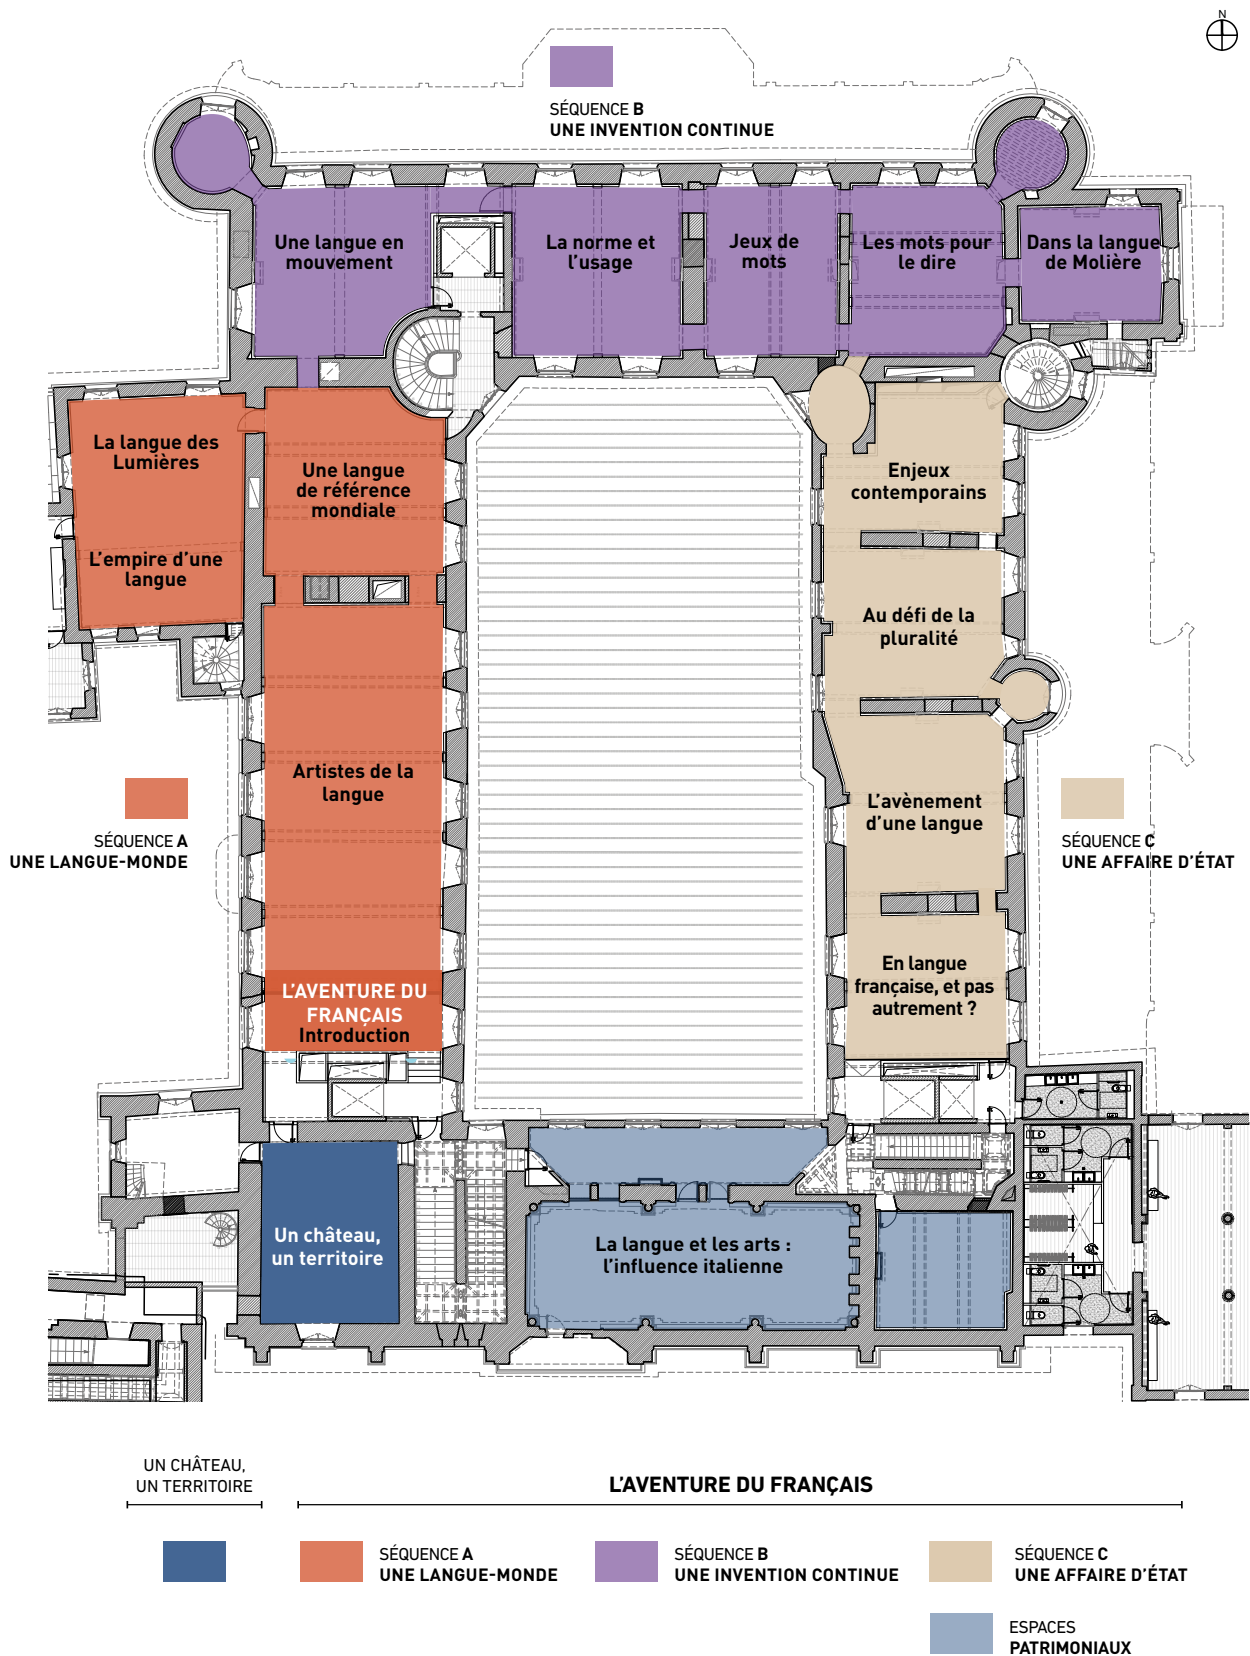 N
SÉQUENCE B
UNE INVENTION CONTINUE
Une langue en
mouvement
La norme et
l’usage
Jeux de
mots
Les mots pour
le dire
Dans la langue
de Molière
La langue des
Lumières
L’empire d’une
langue
Une langue
de référence
mondiale
Enjeux
contemporains
Au défi de la
pluralité
Artistes de la
langue
L’avènement
d’une langue
SÉQUENCE A
UNE LANGUE-MONDE
SÉQUENCE C
UNE AFFAIRE D’ÉTAT
L’AVENTURE DU
FRANÇAIS
Introduction
En langue
française, et pas
autrement ?
Un château,
un territoire
La langue et les arts :
l’influence italienne
UN CHÂTEAU,
UN TERRITOIRE
L’AVENTURE DU FRANÇAIS
SÉQUENCE A
UNE LANGUE-MONDE
SÉQUENCE B
UNE INVENTION CONTINUE
SÉQUENCE C
UNE AFFAIRE D’ÉTAT
ESPACES
PATRIMONIAUX